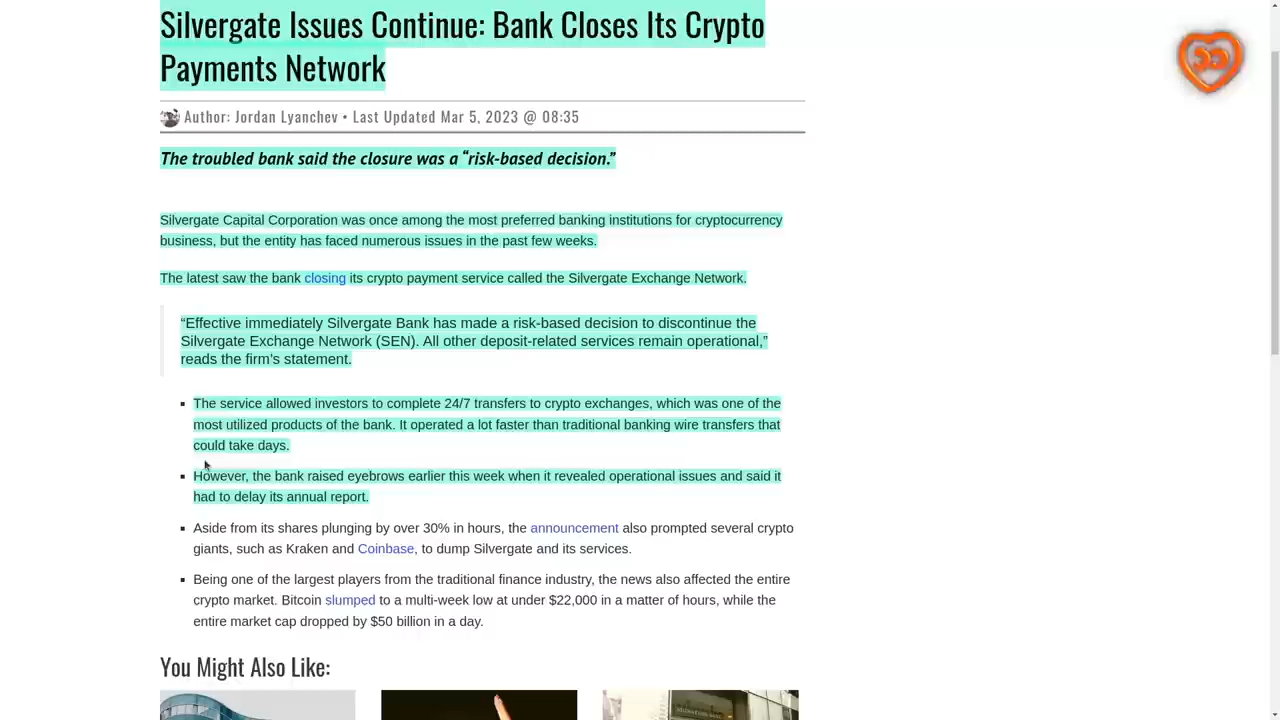 Silvergate Issues Continue: Bank Closes Its Crypto
Payments Network
Author: Jordan Lyanchev • Last Updated Mar 5, 2023 @ 08:35
The troubled bank said the closure was a “risk-based decision.”
Silvergate Capital Corporation was once among the most preferred banking institutions for cryptocurrency
business, but the entity has faced numerous issues in the past few weeks.
The latest saw the bank closing its crypto payment service called the Silvergate Exchange Network.
“Effective immediately Silvergate Bank has made a risk-based decision to discontinue the
Silvergate Exchange Network (SEN). All other deposit-related services remain operational,”
reads the firm’s statement.
▪ The service allowed investors to complete 24/7 transfers to crypto exchanges, which was one of the
most utilized products of the bank. It operated a lot faster than traditional banking wire transfers that
could take days.
▪ However, the bank raised eyebrows earlier this week when it revealed operational issues and said it
had to delay its annual report.
▪ Aside from its shares plunging by over 30% in hours, the announcement also prompted several crypto
giants, such as Kraken and Coinbase, to dump Silvergate and its services.
▪ Being one of the largest players from the traditional finance industry, the news also affected the entire
crypto market. Bitcoin slumped to a multi-week low at under $22,000 in a matter of hours, while the
entire market cap dropped by $50 billion in a day.
You Might Also Like: